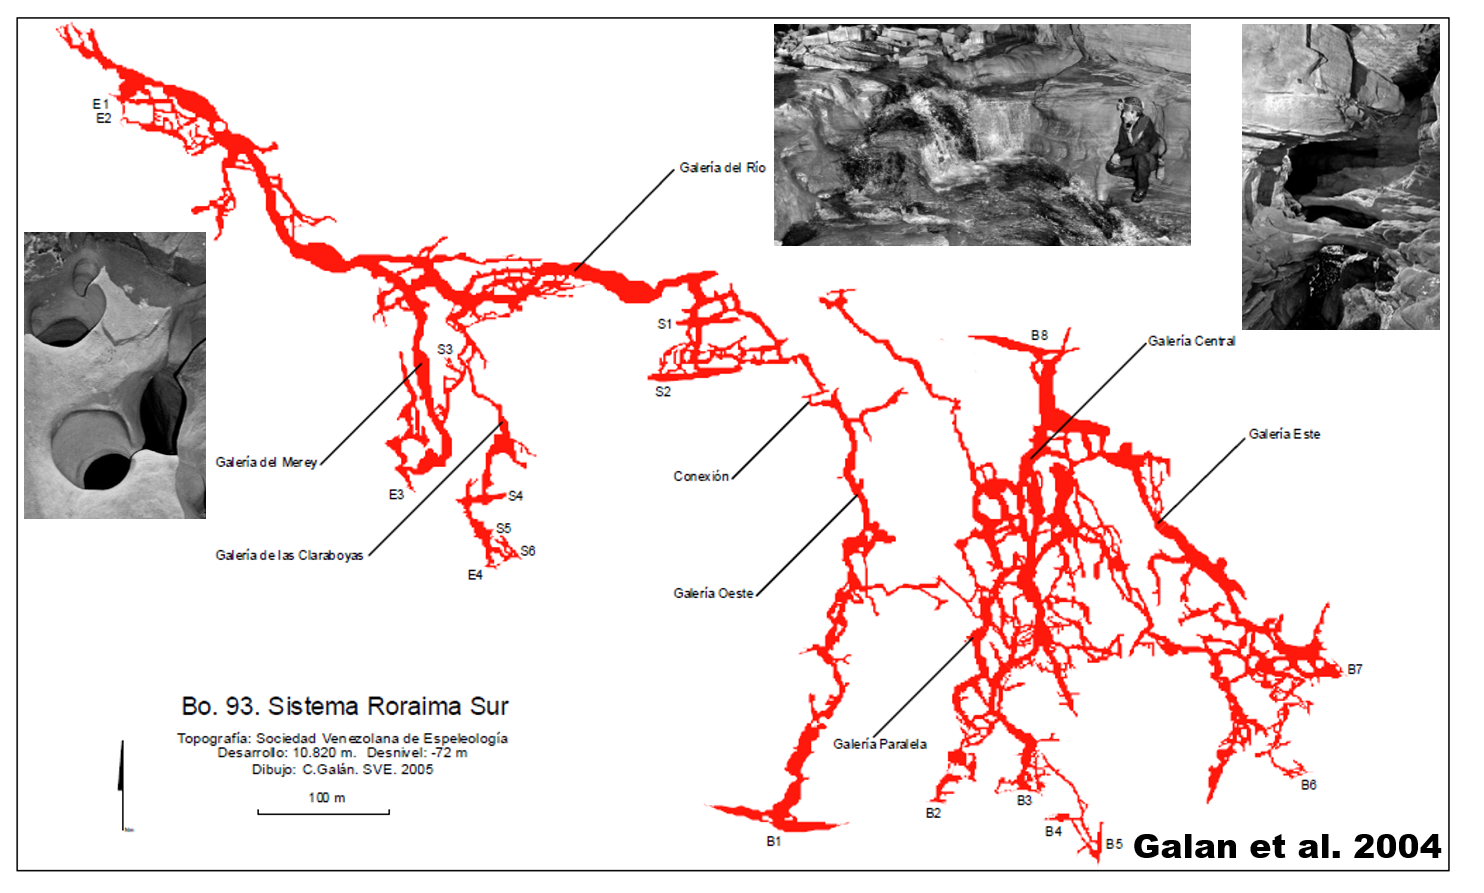 E1
E2
Galería del Río
S1
S2
S3
B8
Galería Central
Galería Este
Conexión
Galería del Merey
E3
S4
S5
S6
E4
Galería de las Claraboyas
Galería Oeste
B7
Galería Paralela
B6
B2
B3
B4
B5
B1
Bo. 93. Sistema Roraima Sur
Topografía: Sociedad Venezolana de Espeleología
Desarrollo: 10.820 m. Desnivel: -72 m
Dibujo: C.Galán. SVE. 2005
100 m
Galan et al. 2004